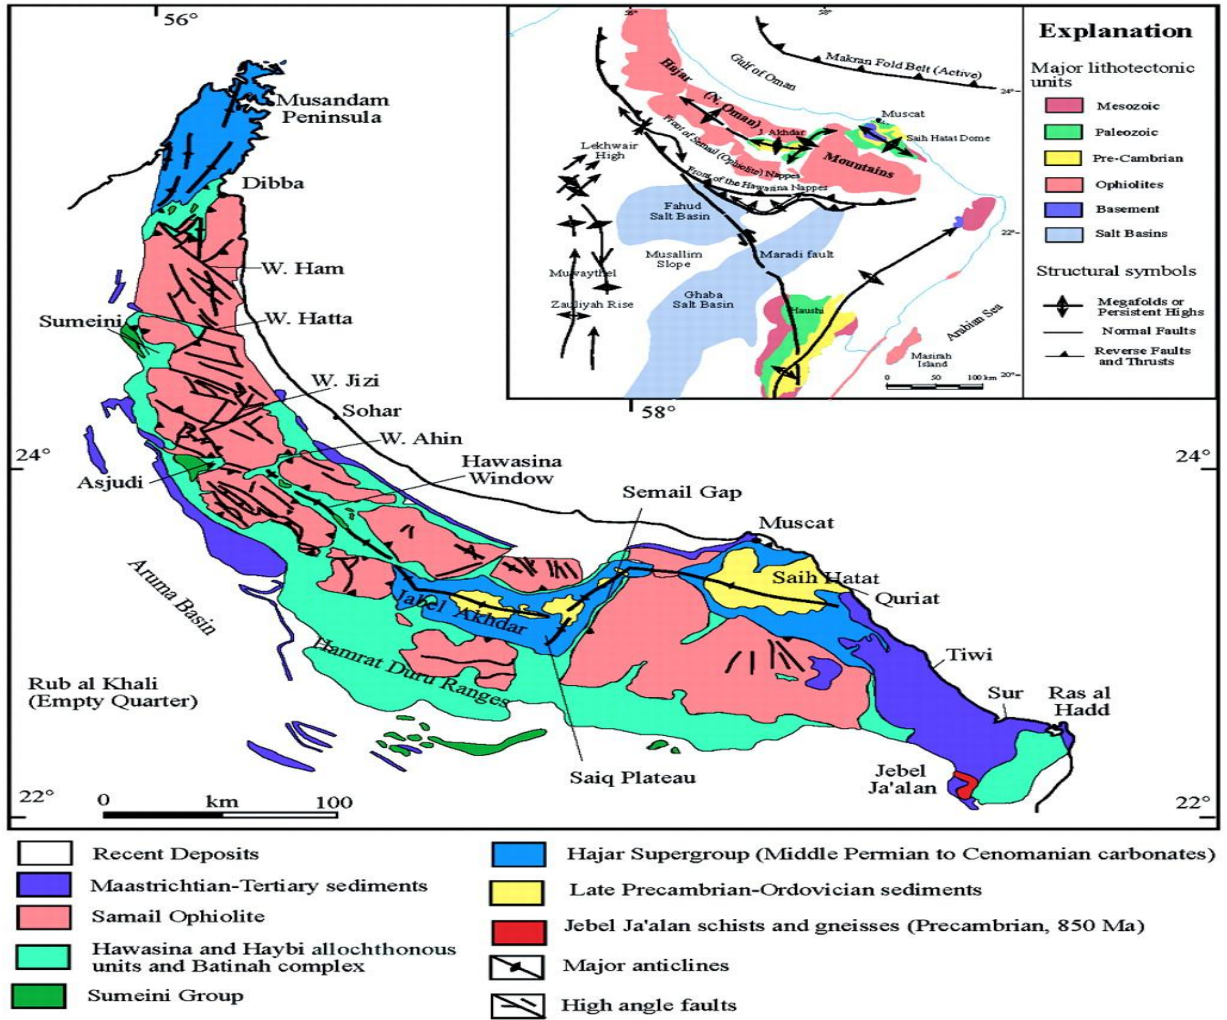 56°
Musandam
Peninsula
Dibba
W. Ham
Sumeini
W. Hatta
W. Jizi
Sohar
W. Ahin
24°
Asjudi
Hawasina
Window
Semail Gap
24°
Muscat
Saih Hatat
Quriat
Aruma Basin
Jabel Akhdar
Hamrat Duru Ranges
Tiwi
Rub al Khali
(Empty Quarter)
Sur
Ras al
Hadd
Saiq Plateau
Jebel
Ja'alan
22°
0 km 100
22°
58°
Makran Fold Belt (Active)
Gulf of Oman
24°
Hajar
(N. Oman)
Mountains
Muscat
Saih Hatat Dome
J. Akhdar
Lekhwair
High
Front of Semail (Ophiolite) Nappes
Front of the Hawasina Nappes
Fahud
Salt Basin
22°
Musallim
Slope
Maradi fault
Muwaythel
Zauliyah Rise
Ghaba
Salt Basin
Haushi
Arabian Sea
Masirah
Island
20°
0 50 100 km
Explanation
Major lithotectonic
units
Mesozoic
Paleozoic
Pre-Cambrian
Ophiolites
Basement
Salt Basins
Structural symbols
Megafolds or
Persistent Highs
Normal Faults
Reverse Faults
and Thrusts
Recent Deposits
Maastrichtian-Tertiary sediments
Samail Ophiolite
Hawasina and Haybi allochthonous
units and Batinah complex
Sumeini Group
Hajar Supergroup (Middle Permian to Cenomanian carbonates)
Late Precambrian-Ordovician sediments
Jebel Ja'alan schists and gneisses (Precambrian, 850 Ma)
Major anticlines
High angle faults